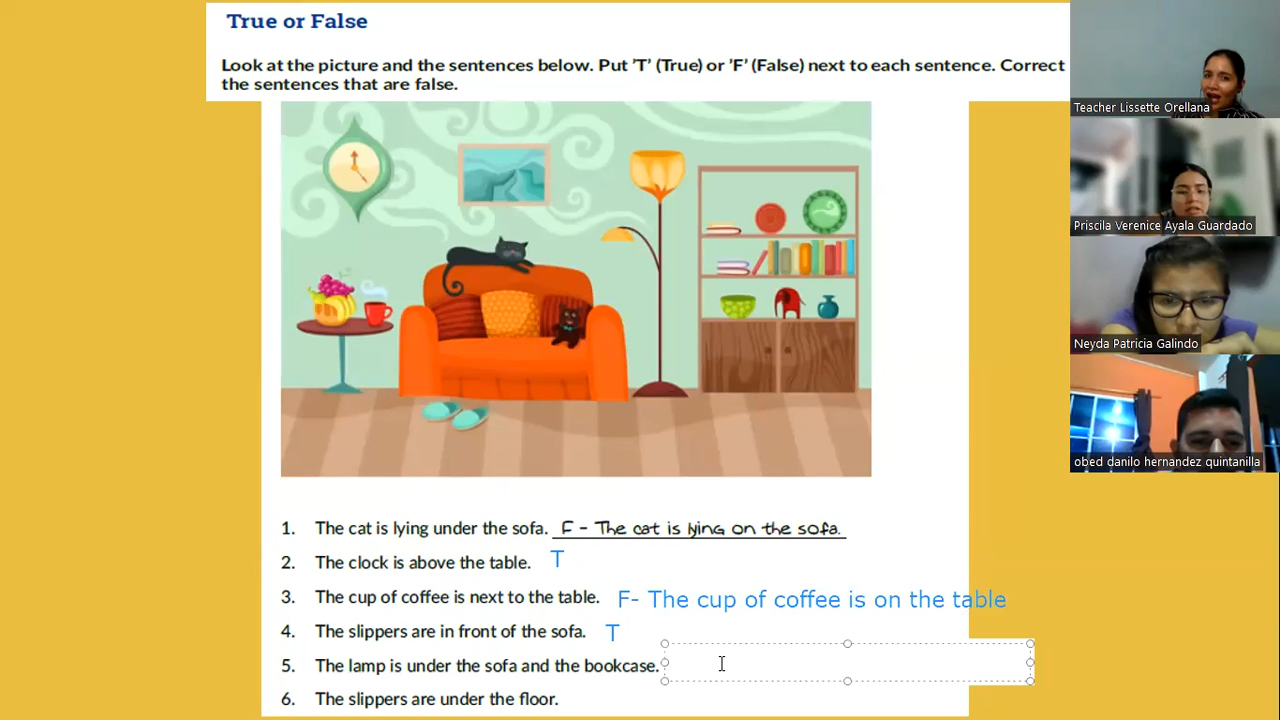 True or False
Look at the picture and the sentences below. Put ’T’ (True) or ’F’ (False) next to each sentence. Correct
the sentences that are false.
Teacher Lissette Orellana
Priscila Verenice Ayala Guardado
Neyda Patricia Galindo
obed danilo hernandez quintanilla
1. The cat is lying under the sofa. F - The cat is lying on the sofa.
2. The clock is above the table. T
3. The cup of coffee is next to the table. F- The cup of coffee is on the table
4. The slippers are in front of the sofa. T
5. The lamp is under the sofa and the bookcase.
6. The slippers are under the floor.